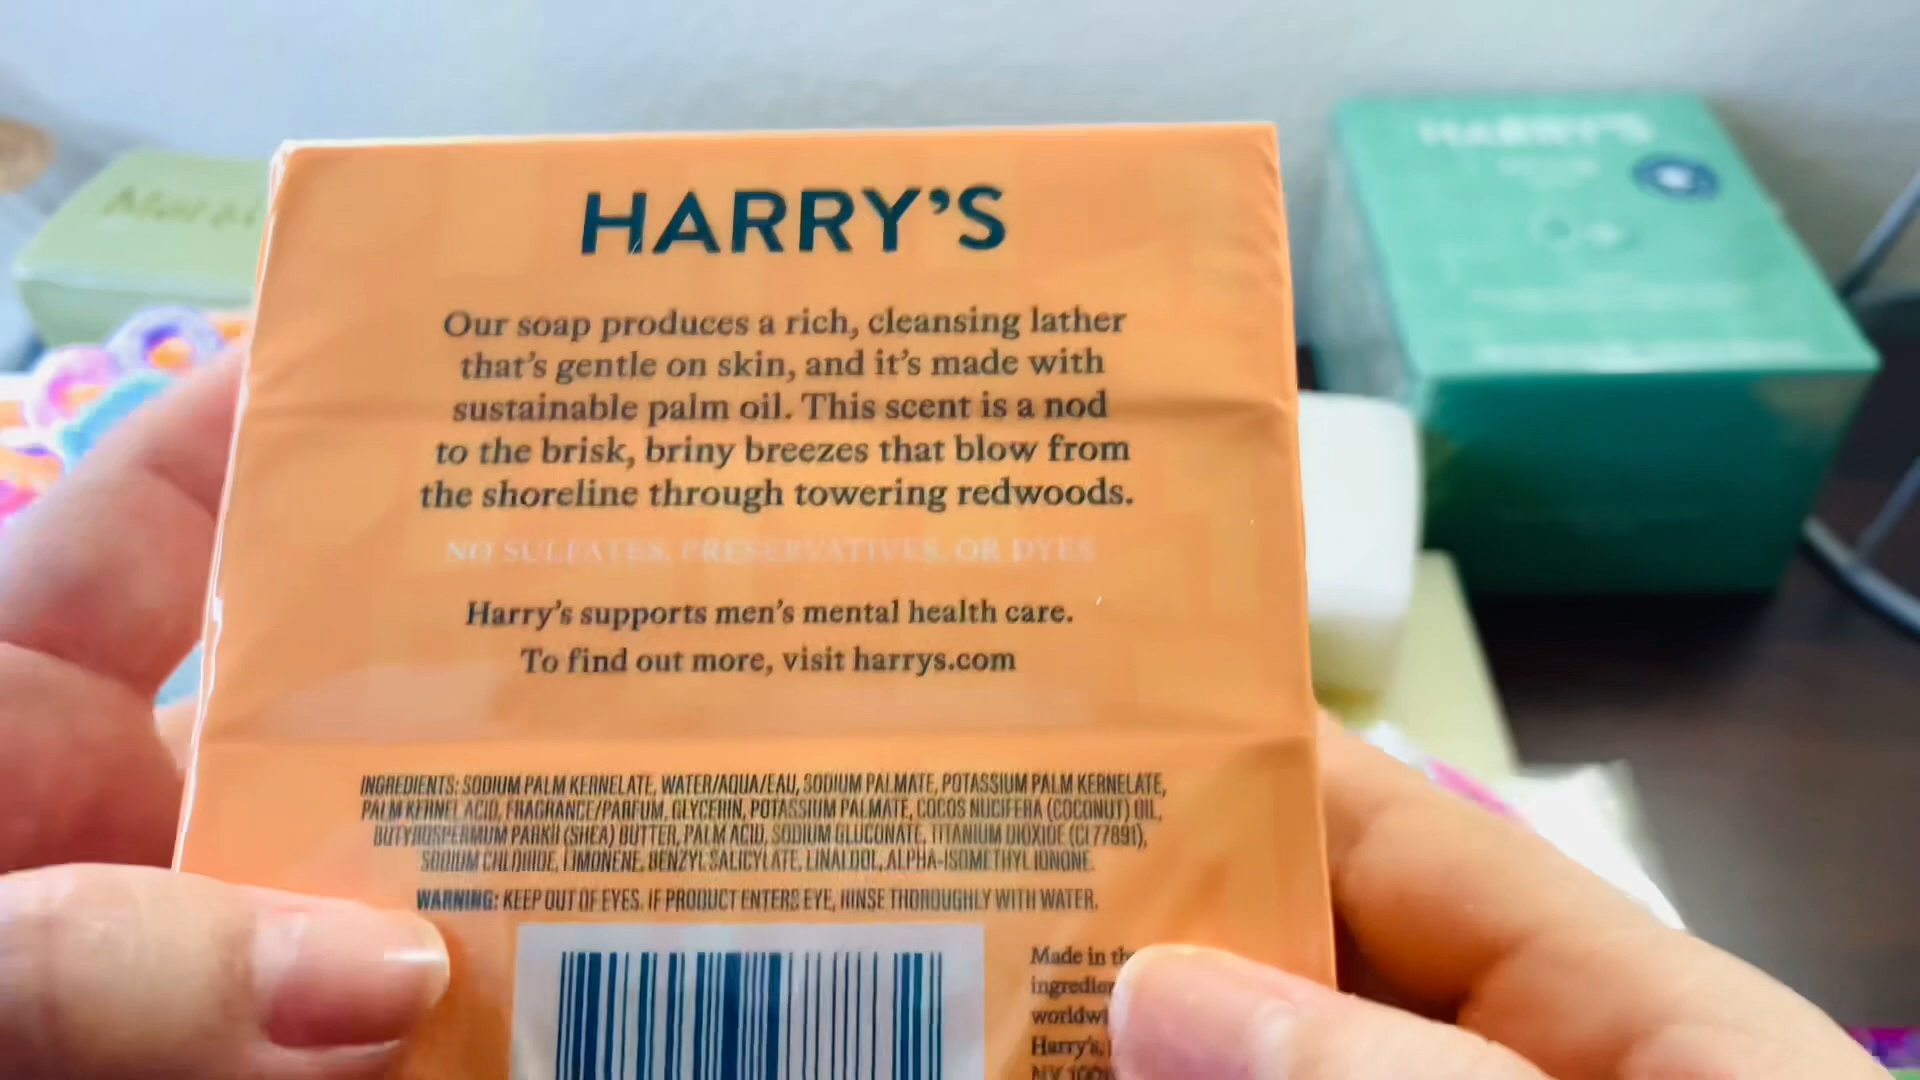 HARRY'S
Our soap produces a rich, cleansing lather
that's gentle on skin, and it's made with
sustainable palm oil. This scent is a nod
to the brisk, briny breezes that blow from
the shoreline through towering redwoods.
NO SULFATES, PRESERVATIVES, OR DYES
Harry's supports men's mental health care.
To find out more, visit harrys.com
INGREDIENTS: SODIUM PALM KERNELATE, WATER/AQUA/EAU, SODIUM PALMATE, POTASSIUM PALM KERNELATE,
PALM KERNEL ACID, FRAGRANCE/PARFUM, GLYCERIN, POTASSIUM PALMATE, COCOS NUCIFERA (COCONUT) OIL,
BUTYROSPERMUM PARKII (SHEA) BUTTER, PALM ACID, SODIUM GLUCONATE, TITANIUM DIOXIDE (CI 77891),
SODIUM CHLORIDE, LIMONENE, BENZYL SALICYLATE, LINALOOL, ALPHA-ISOMETHYL IONONE.
WARNING: KEEP OUT OF EYES. IF PRODUCT ENTERS EYE, RINSE THOROUGHLY WITH WATER.
Made in
Harry's,
NY
HARRY'S